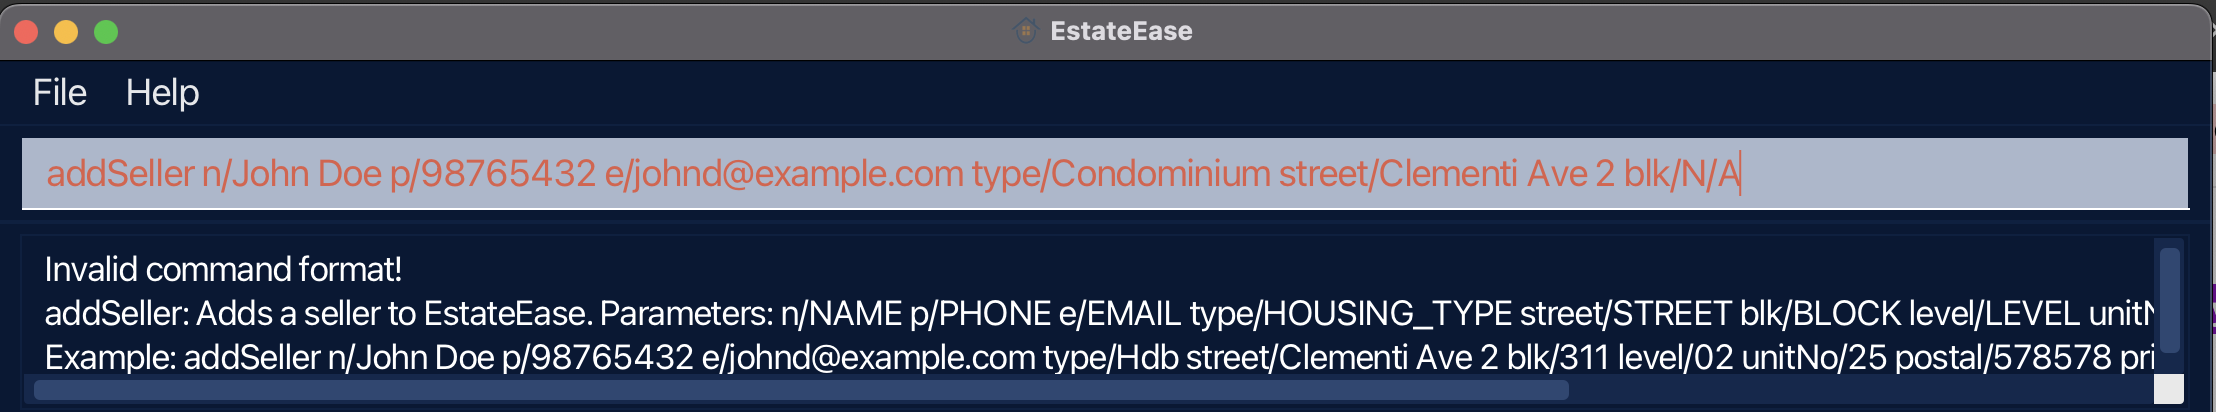 EstateEase
File Help
addSeller n/John Doe p/98765432 e/johnd@example.com type/Condominium street/Clementi Ave 2 blk/N/A
Invalid command format!
addSeller: Adds a seller to EstateEase. Parameters: n/NAME p/PHONE e/EMAIL type/HOUSING_TYPE street/STREET blk/BLOCK level/LEVEL unitN
Example: addSeller n/John Doe p/98765432 e/johnd@example.com type/Hdb street/Clementi Ave 2 blk/311 level/02 unitNo/25 postal/578578 pri